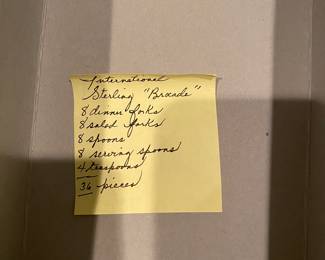 International
Sterling "Brocade"
8 dinner forks
8 salad forks
8 spoons
8 serving spoons
4 teaspoons
36 pieces